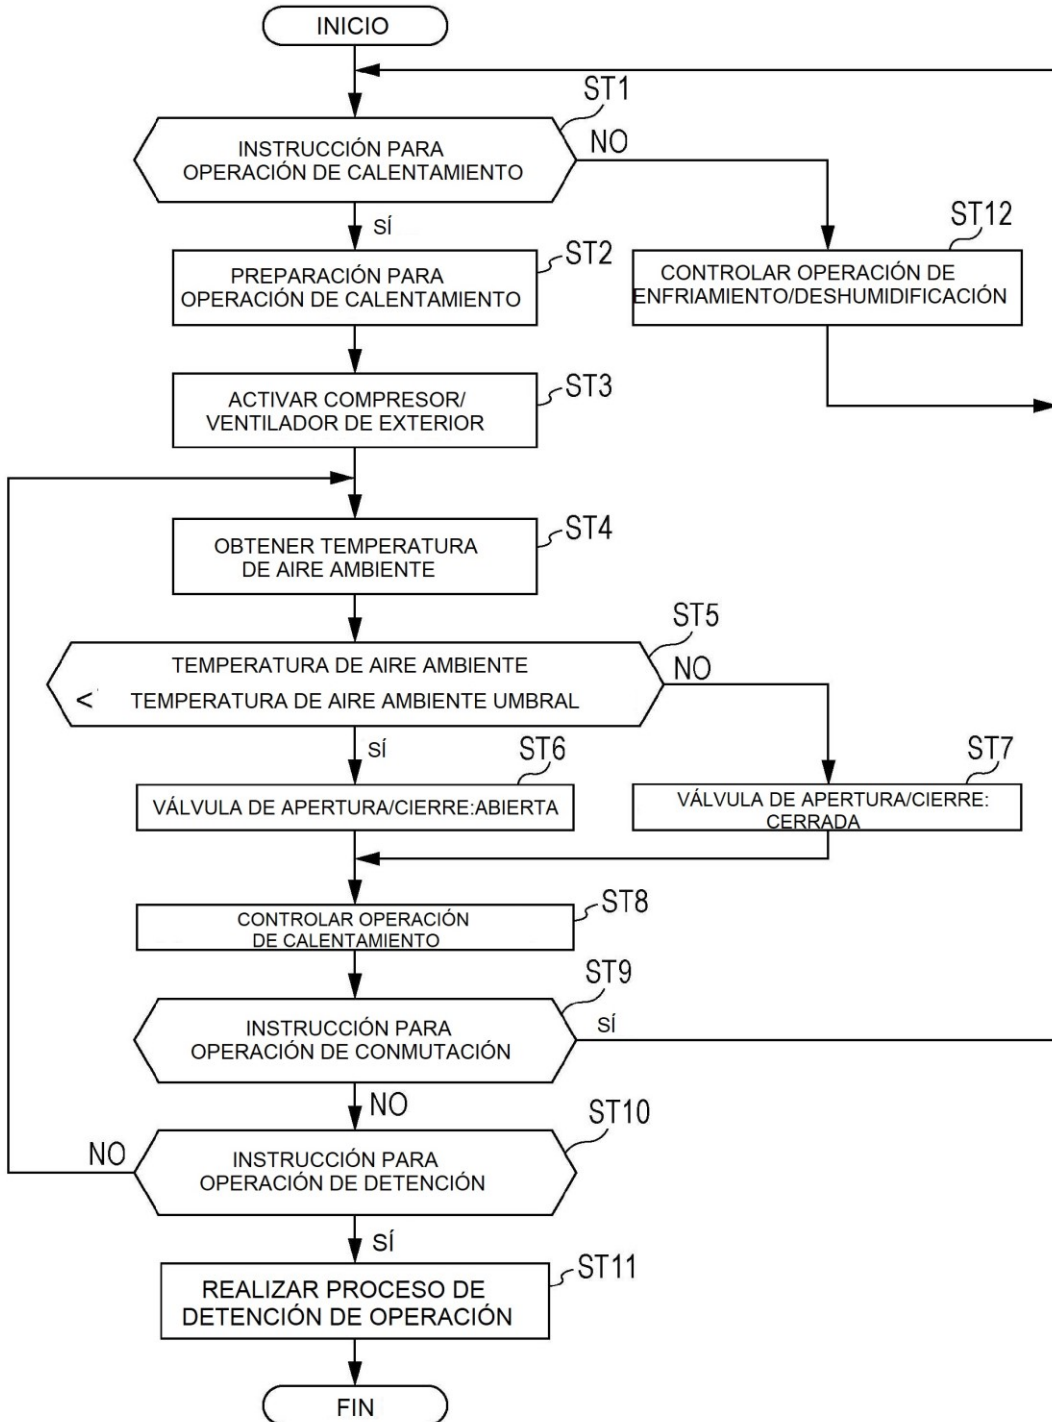 INICIO
ST1
INSTRUCCIÓN PARA
OPERACIÓN DE CALENTAMIENTO
NO
SÍ
ST12
CONTROLAR OPERACIÓN DE
ENFRIAMIENTO/DESHUMIDIFICACIÓN
ST2
PREPARACIÓN PARA
OPERACIÓN DE CALENTAMIENTO
ST3
ACTIVAR COMPRESOR/
VENTILADOR DE EXTERIOR
ST4
OBTENER TEMPERATURA
DE AIRE AMBIENTE
ST5
TEMPERATURA DE AIRE AMBIENTE
< TEMPERATURA DE AIRE AMBIENTE UMBRAL
NO
SÍ
ST6
VÁLVULA DE APERTURA/CIERRE:ABIERTA
ST7
VÁLVULA DE APERTURA/CIERRE:
CERRADA
ST8
CONTROLAR OPERACIÓN
DE CALENTAMIENTO
ST9
INSTRUCCIÓN PARA
OPERACIÓN DE CONMUTACIÓN
SÍ
NO
ST10
NO
INSTRUCCIÓN PARA
OPERACIÓN DE DETENCIÓN
SÍ
ST11
REALIZAR PROCESO DE
DETENCIÓN DE OPERACIÓN
FIN